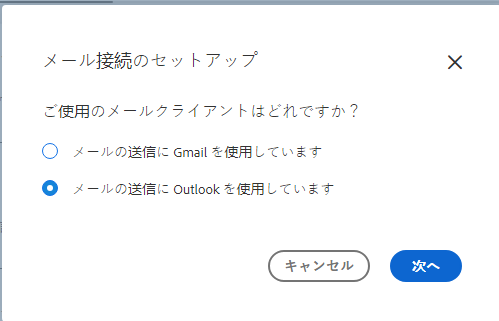 メール接続のセットアップ
ご使用のメールクライアントはどれですか？
メールの送信に Gmail を使用しています
メールの送信に Outlook を使用しています
キャンセル
次へ